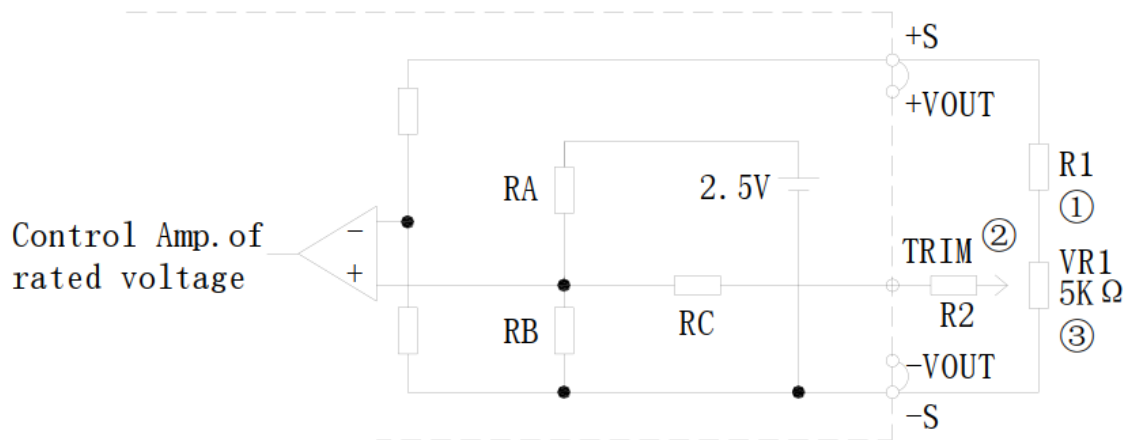 +S
+VOUT
R1
①
RA
2.5V
Control Amp.of
rated voltage
−
+
TRIM
②
VR1
5KΩ
③
R2
RC
RB
−VOUT
−S